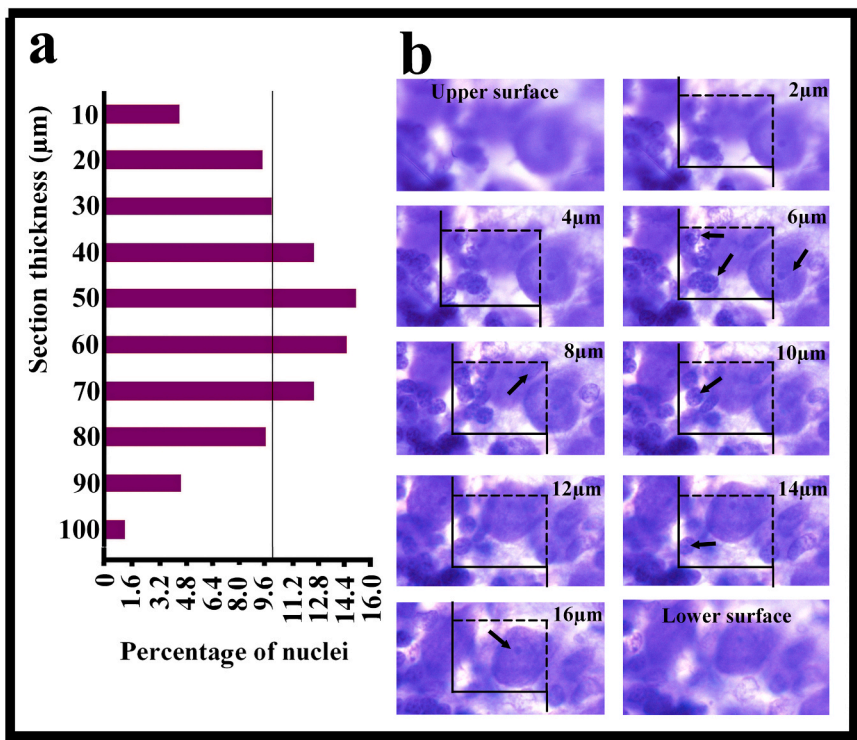 a
b
Section thickness (µm)
10
20
30
40
50
60
70
80
90
100
0
1.6
3.2
4.8
6.4
8.0
9.6
11.2
12.8
14.4
16.0
Percentage of nuclei
Upper surface
2µm
4µm
6µm
8µm
10µm
12µm
14µm
16µm
Lower surface